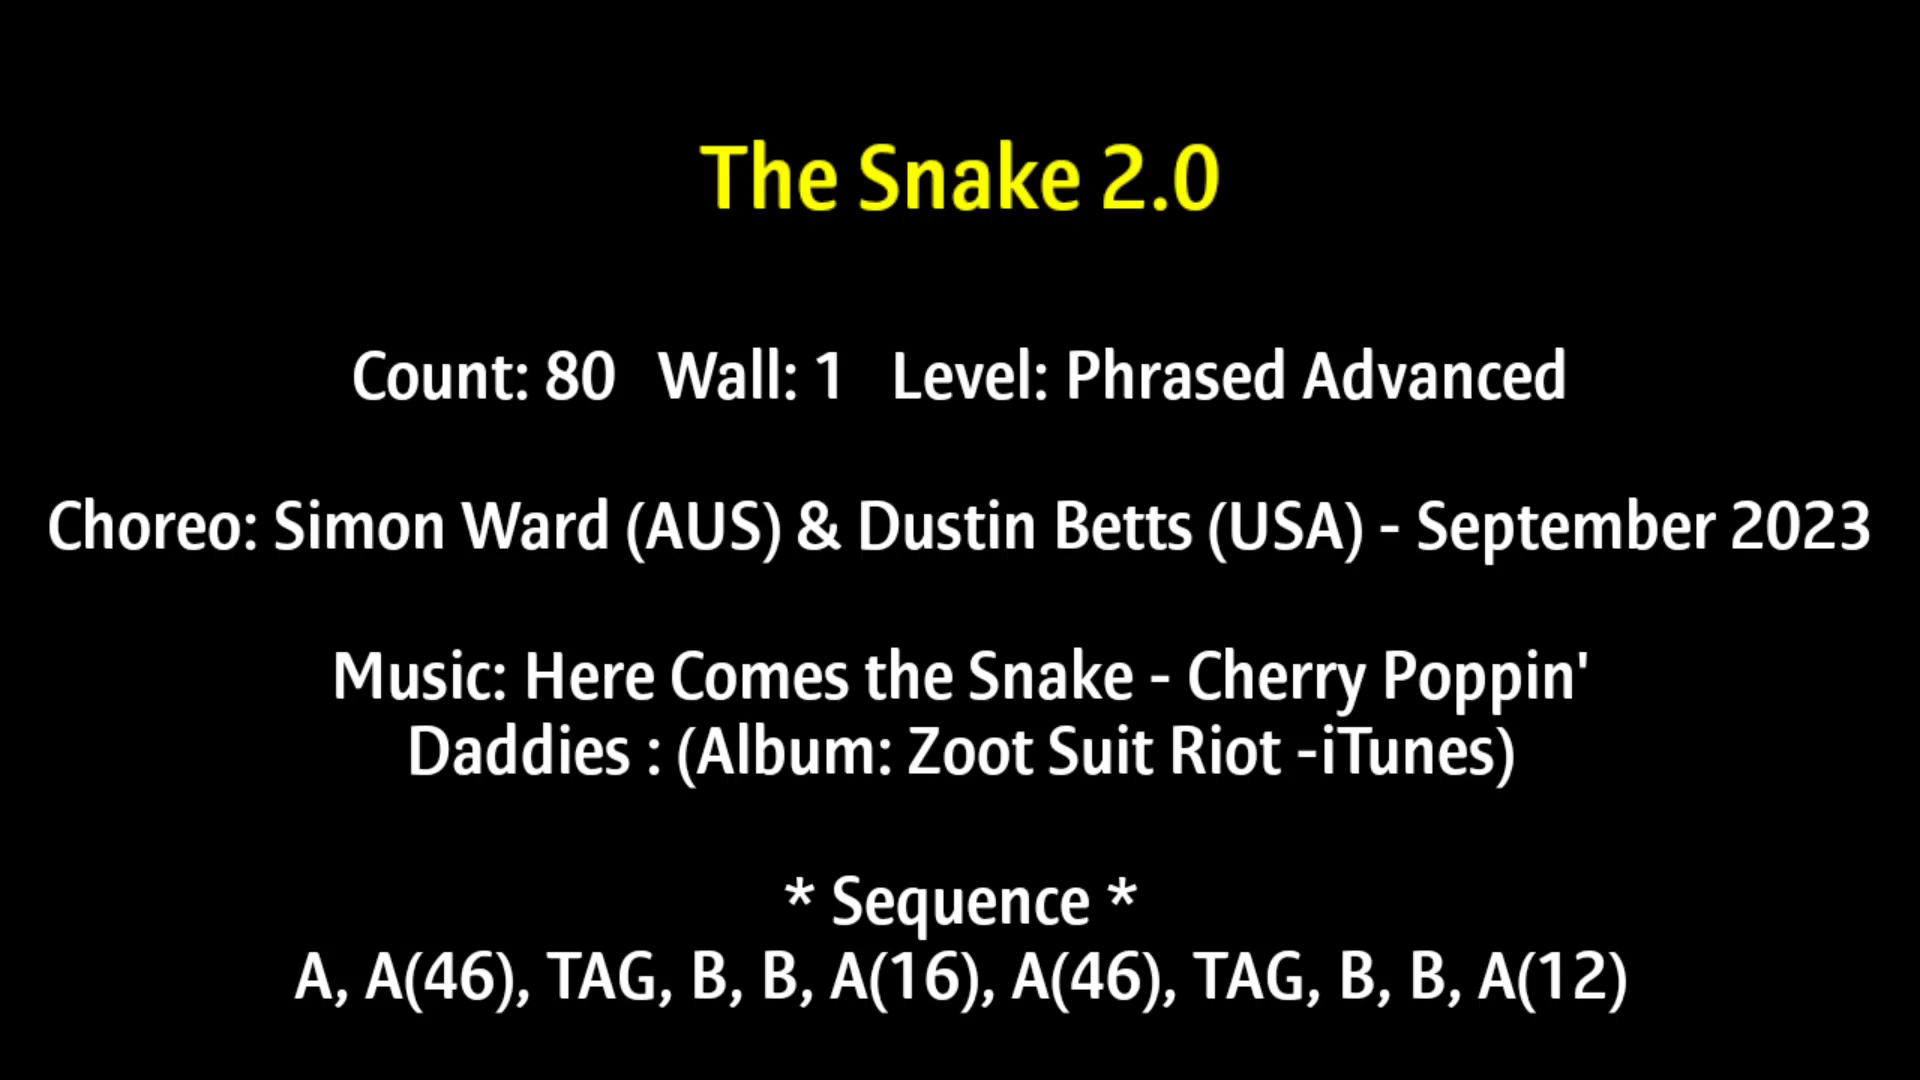 The Snake 2.0
Count: 80 Wall: 1 Level: Phrased Advanced
Choreo: Simon Ward (AUS) & Dustin Betts (USA) - September 2023
Music: Here Comes the Snake - Cherry Poppin'
Daddies : (Album: Zoot Suit Riot -iTunes)
* Sequence *
A, A(46), TAG, B, B, A(16), A(46), TAG, B, B, A(12)